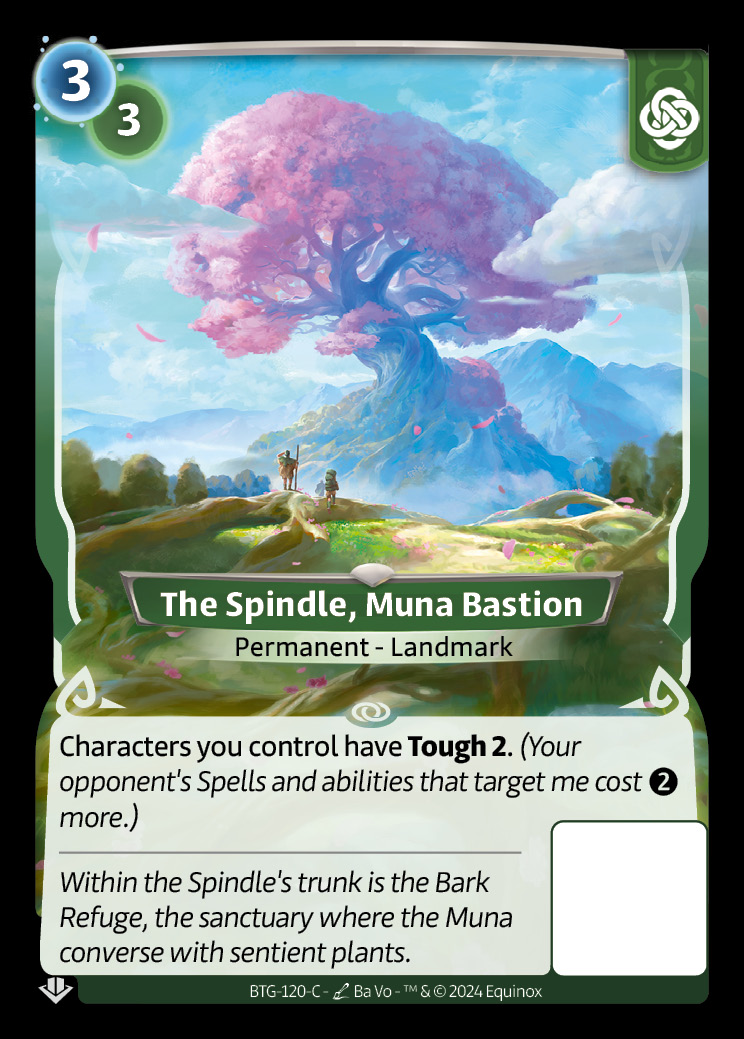 3
3
The Spindle, Muna Bastion
Permanent - Landmark
Characters you control have Tough 2. (Your
opponent's Spells and abilities that target me cost 2
more.)
Within the Spindle's trunk is the Bark
Refuge, the sanctuary where the Muna
converse with sentient plants.
BTG-120-C - Ba Vo - ™ & © 2024 Equinox